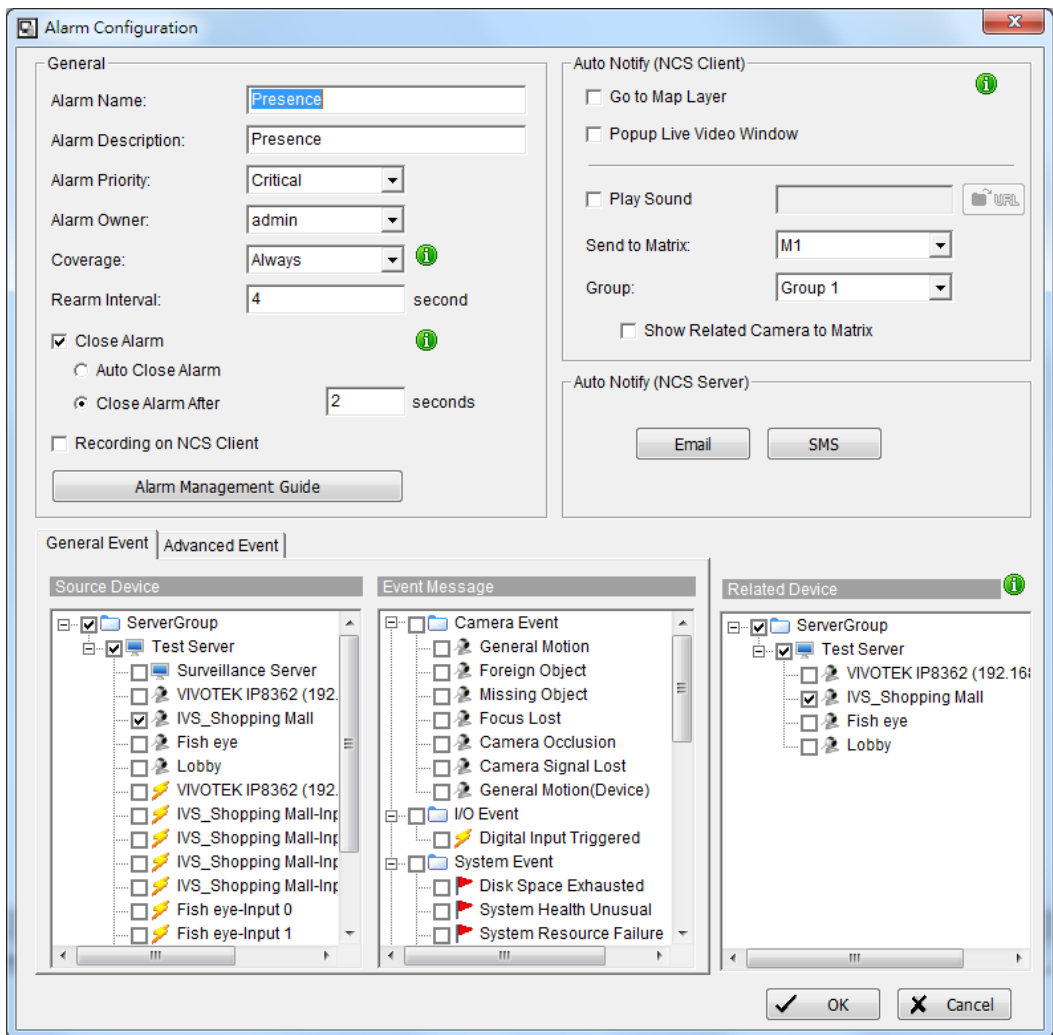 Alarm Configuration
General
Alarm Name: Presence
Alarm Description: Presence
Alarm Priority: Critical
Alarm Owner: admin
Coverage: Always
Rearm Interval: 4 second
Close Alarm
Auto Close Alarm
Close Alarm After 2 seconds
Recording on NCS Client
Alarm Management Guide
Auto Notify (NCS Client)
Go to Map Layer
Popup Live Video Window
Play Sound URL
Send to Matrix: M1
Group: Group 1
Show Related Camera to Matrix
Auto Notify (NCS Server)
Email SMS
General Event Advanced Event
Source Device
ServerGroup
Test Server
Surveillance Server
VIVOTEK IP8362 (192.
IVS_Shopping Mall
Fish eye
Lobby
VIVOTEK IP8362 (192.
IVS_Shopping Mall-Inp
IVS_Shopping Mall-Inp
IVS_Shopping Mall-Inp
IVS_Shopping Mall-Inp
Fish eye-Input 0
Fish eye-Input 1
Event Message
Camera Event
General Motion
Foreign Object
Missing Object
Focus Lost
Camera Occlusion
Camera Signal Lost
General Motion(Device)
I/O Event
Digital Input Triggered
System Event
Disk Space Exhausted
System Health Unusual
System Resource Failure
Related Device
ServerGroup
Test Server
VIVOTEK IP8362 (192.168
IVS_Shopping Mall
Fish eye
Lobby
OK Cancel